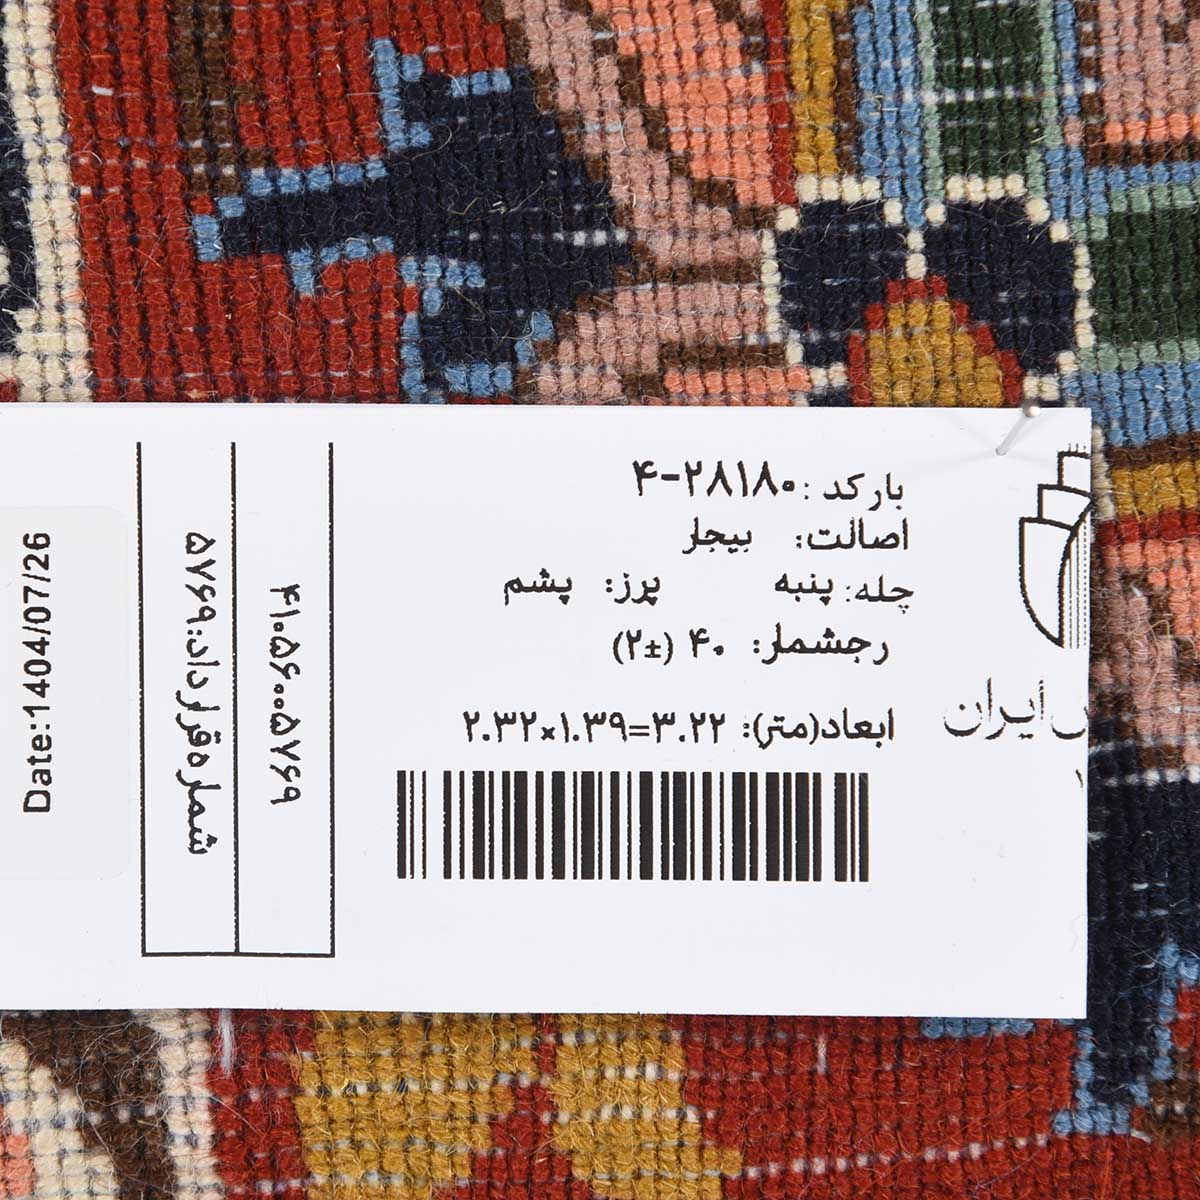 بارکد: ۴-۲۸۱۸۰
اصالت: بیجار
چله: پنبه پرز: پشم
رجشمار: ۴۰ (±۲)
ابعاد(متر): ۲.۳۲×۱.۳۹=۳.۲۲
ایران
۴۱۰۵۶۰۰۵۷۶۹
شماره قرارداد: ۵۷۶۹
Date:1404/07/26